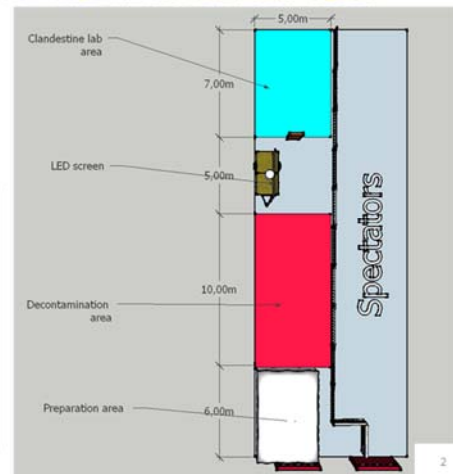 5,00m
Clandestine lab
area
7,00m
LED screen
5,00m
Spectators
10,00m
Decontamination
area
Preparation area
6,00m
2